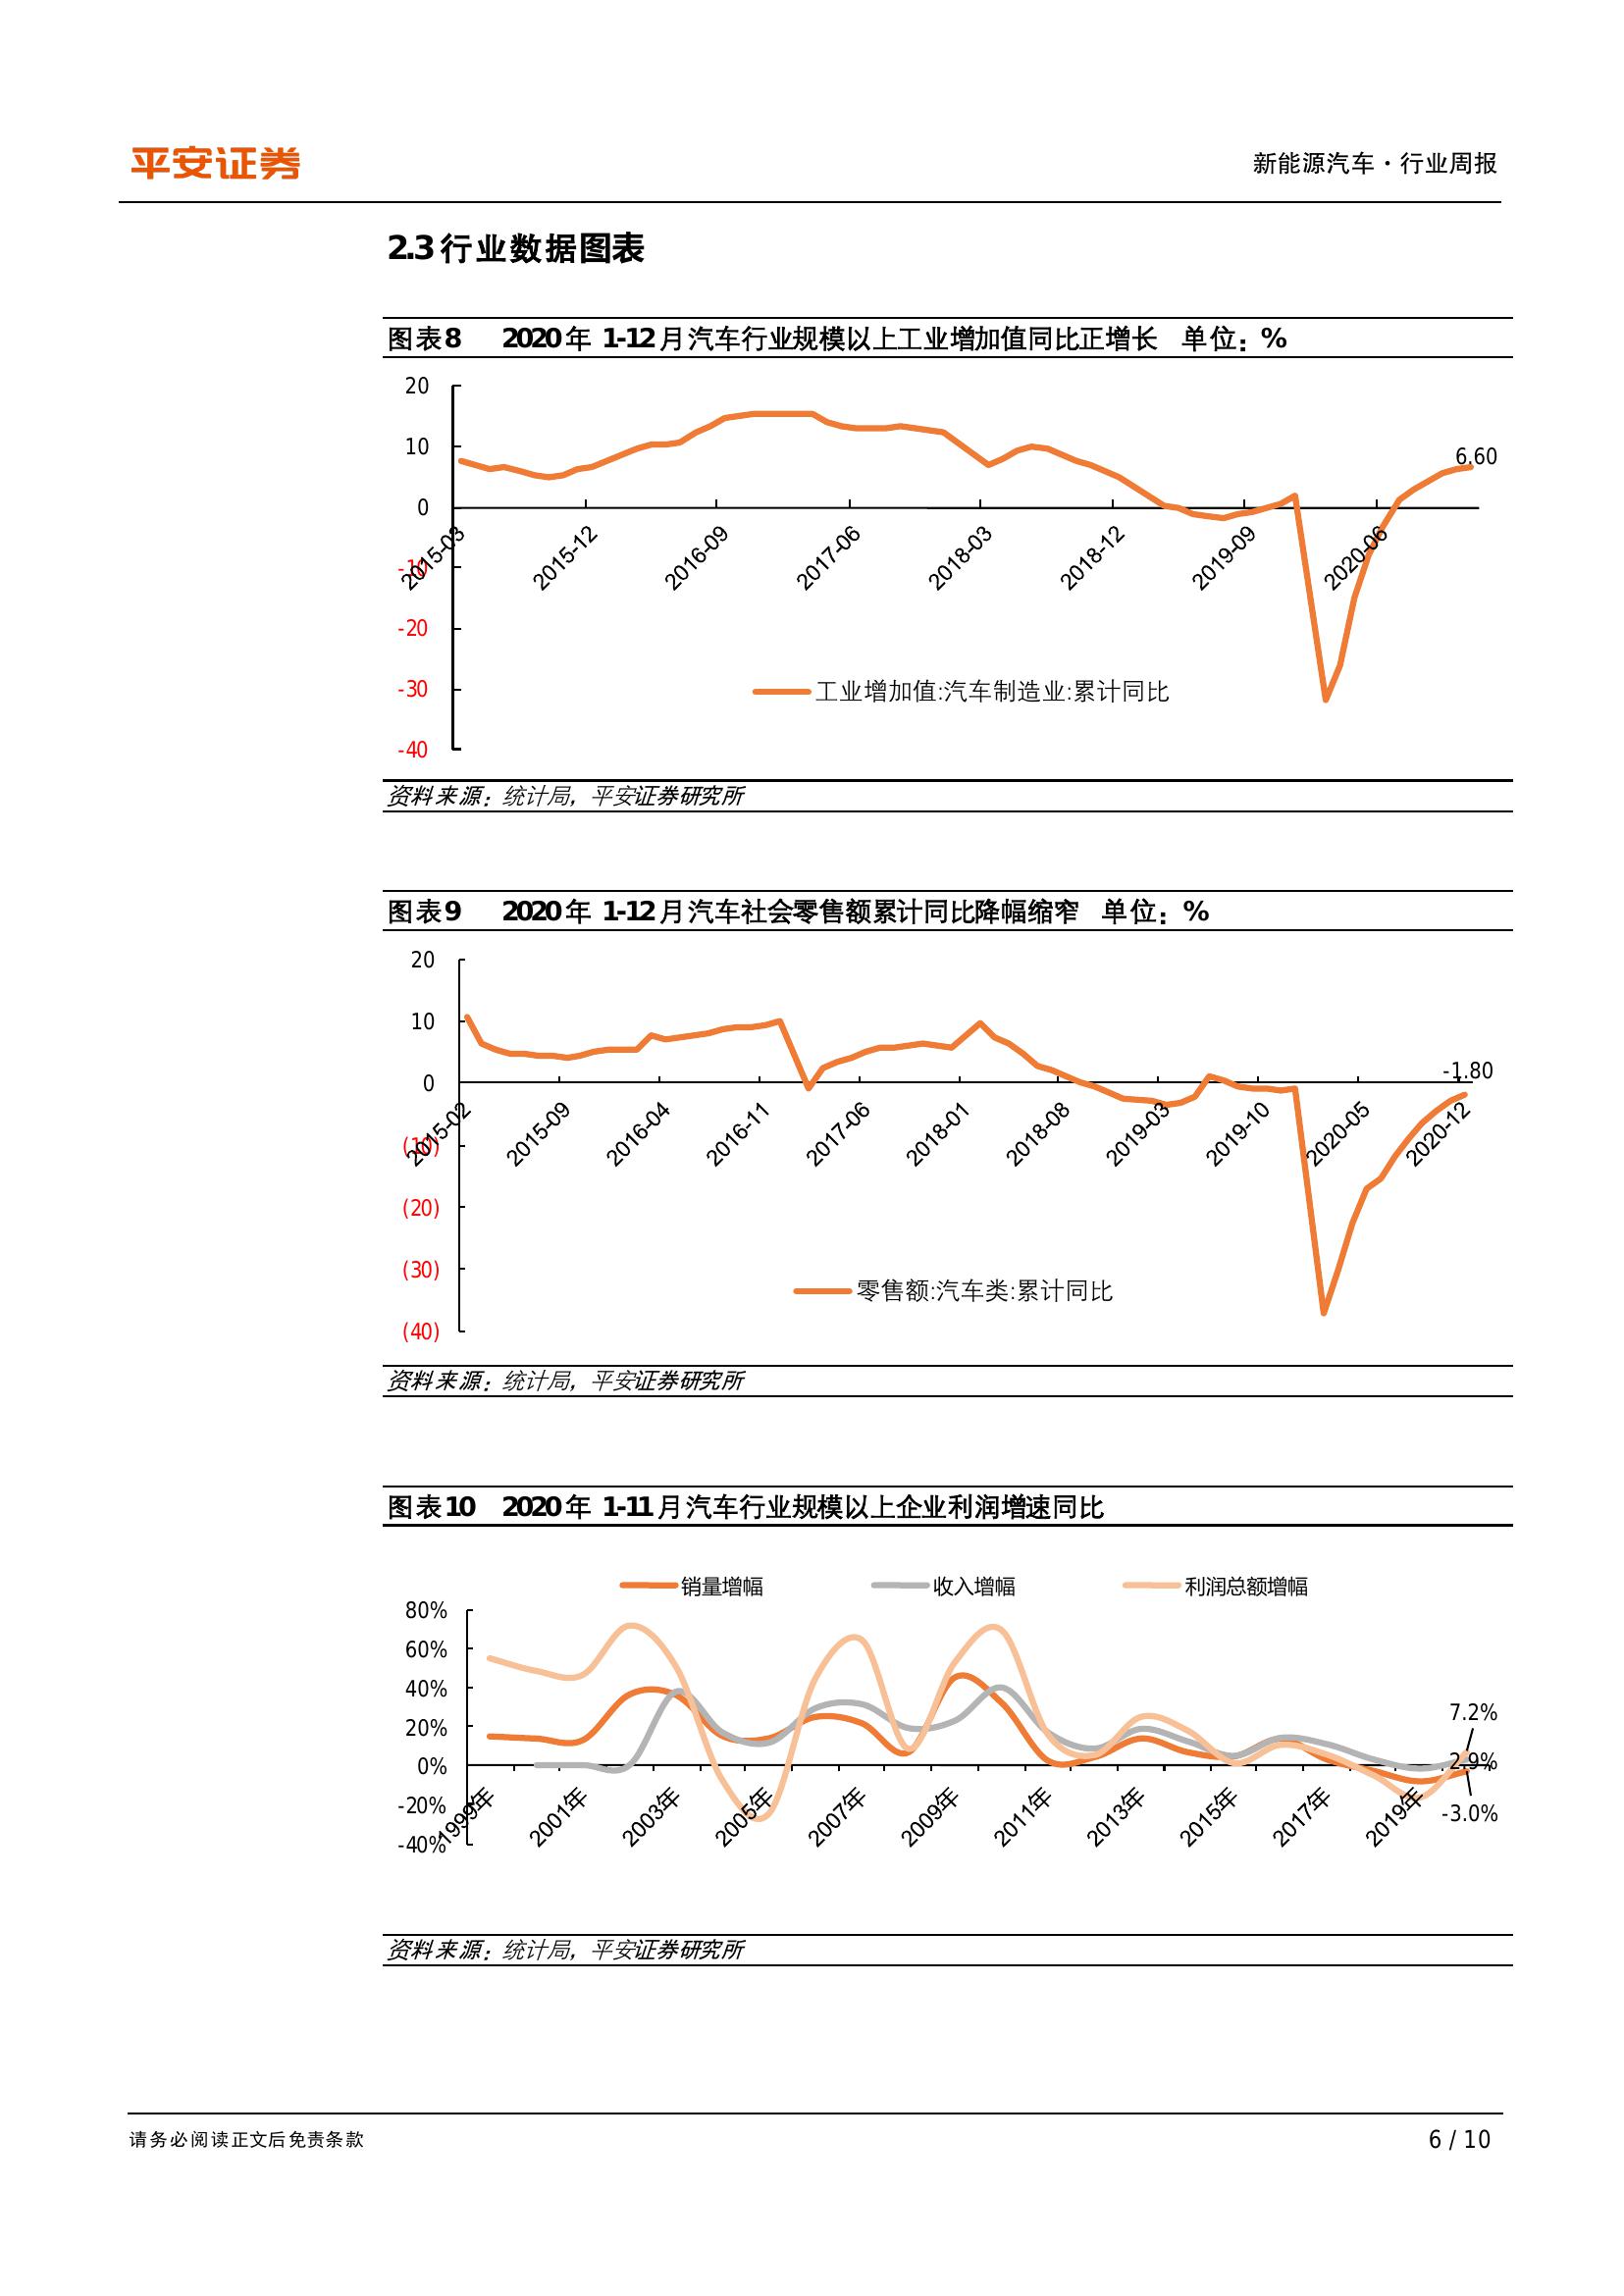 平安证券
新能源汽车·行业周报
2.3 行业数据图表
图表8 2020年 1-12月汽车行业规模以上工业增加值同比正增长 单位：%
20
10
0
-10
-20
-30
-40
6.60
2015-03 2015-12 2016-09 2017-06 2018-03 2018-12 2019-09 2020-06
工业增加值:汽车制造业:累计同比
资料来源：统计局，平安证券研究所
图表9 2020年 1-12月汽车社会零售额累计同比降幅缩窄 单位：%
20
10
0
(10)
(20)
(30)
(40)
-1.80
2015-02 2015-09 2016-04 2016-11 2017-06 2018-01 2018-08 2019-03 2019-10 2020-05 2020-12
零售额:汽车类:累计同比
资料来源：统计局，平安证券研究所
图表10 2020年 1-11月汽车行业规模以上企业利润增速同比
销量增幅 收入增幅 利润总额增幅
80%
60%
40%
20%
0%
-20%
-40%
7.2%
2.9%
-3.0%
1999年 2001年 2003年 2005年 2007年 2009年 2011年 2013年 2015年 2017年 2019年
资料来源：统计局，平安证券研究所
请务必阅读正文后免责条款
6 / 10